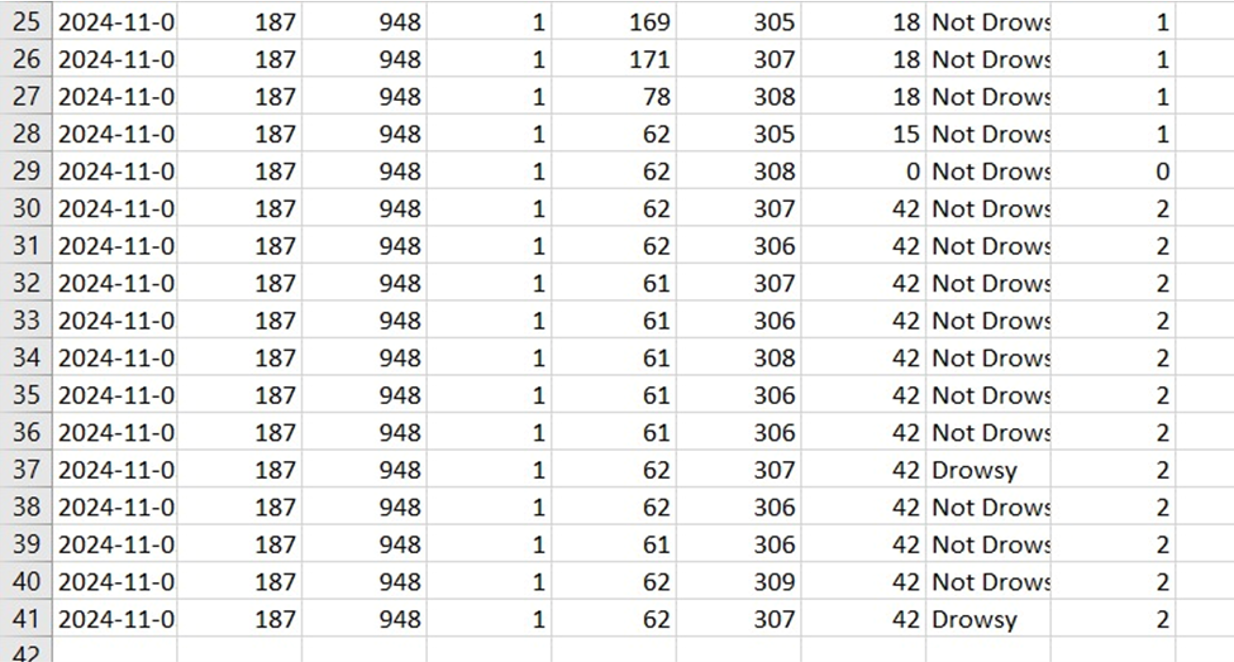 25 2024-11-0 187 948 1 169 305 18 Not Drows 1
26 2024-11-0 187 948 1 171 307 18 Not Drows 1
27 2024-11-0 187 948 1 78 308 18 Not Drows 1
28 2024-11-0 187 948 1 62 305 15 Not Drows 1
29 2024-11-0 187 948 1 62 308 0 Not Drows 0
30 2024-11-0 187 948 1 62 307 42 Not Drows 2
31 2024-11-0 187 948 1 62 306 42 Not Drows 2
32 2024-11-0 187 948 1 61 307 42 Not Drows 2
33 2024-11-0 187 948 1 61 306 42 Not Drows 2
34 2024-11-0 187 948 1 61 308 42 Not Drows 2
35 2024-11-0 187 948 1 61 306 42 Not Drows 2
36 2024-11-0 187 948 1 61 306 42 Not Drows 2
37 2024-11-0 187 948 1 62 307 42 Drowsy 2
38 2024-11-0 187 948 1 62 306 42 Not Drows 2
39 2024-11-0 187 948 1 61 306 42 Not Drows 2
40 2024-11-0 187 948 1 62 309 42 Not Drows 2
41 2024-11-0 187 948 1 62 307 42 Drowsy 2
42